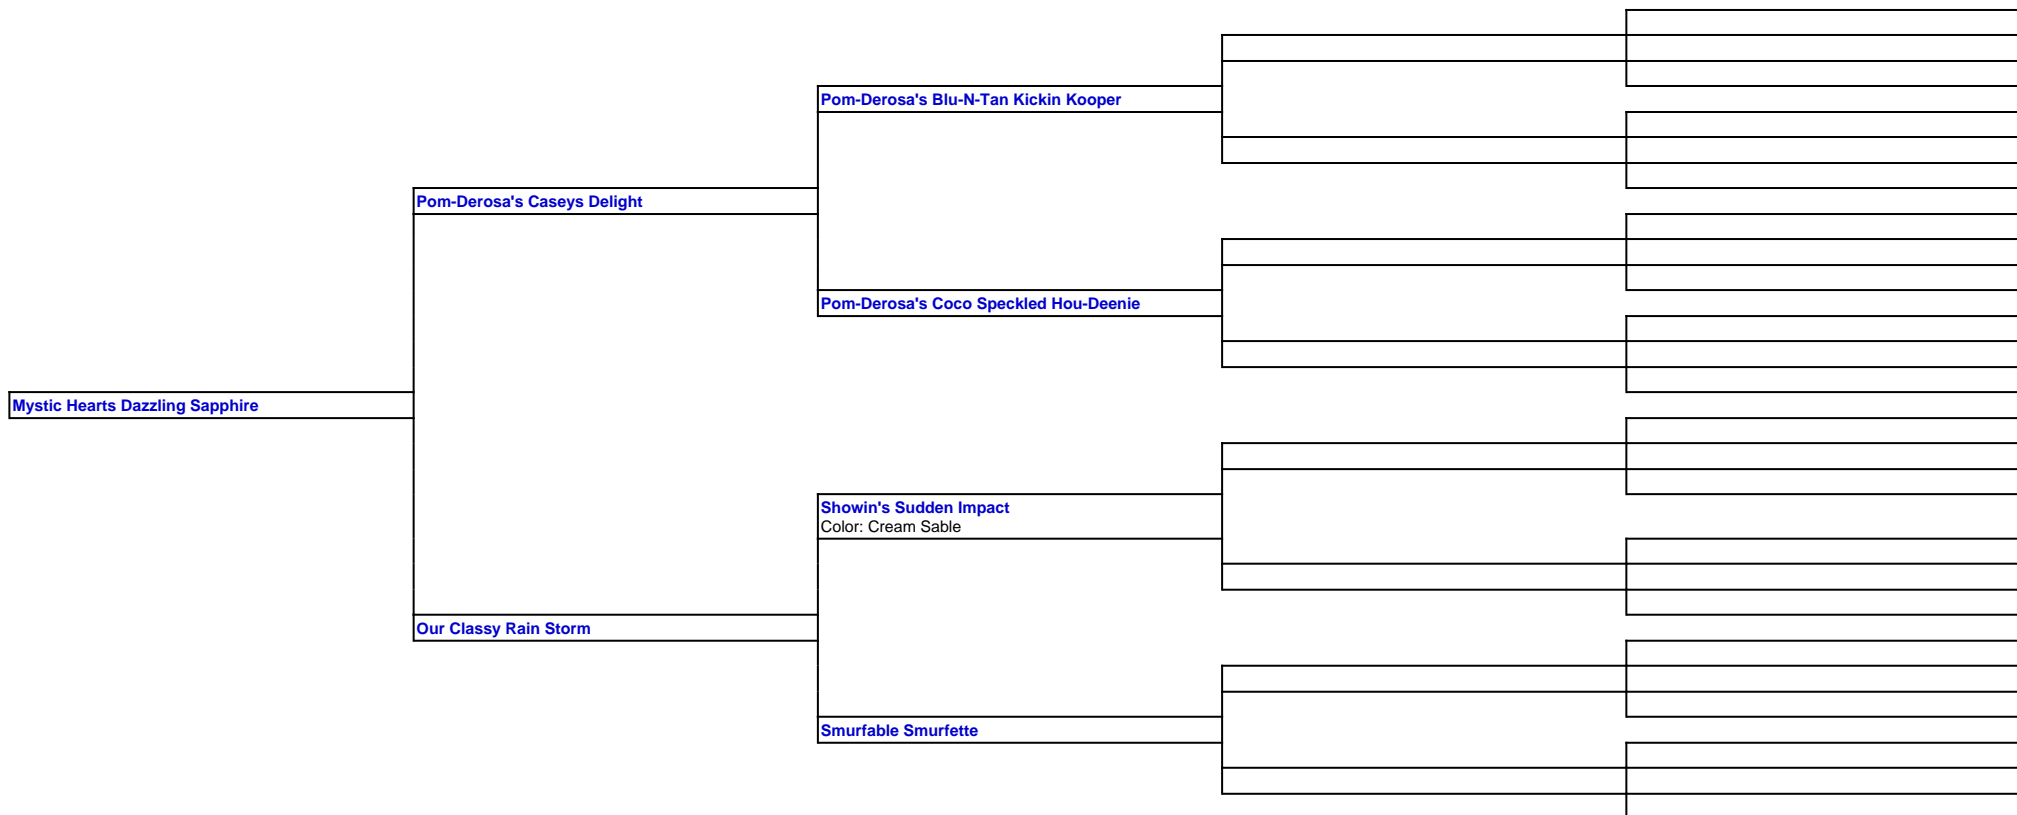 Pom-Derosa's Blu-N-Tan Kickin Kooper
Pom-Derosa's Caseys Delight
Pom-Derosa's Coco Speckled Hou-Deenie
Mystic Hearts Dazzling Sapphire
Showin's Sudden Impact
Color: Cream Sable
Our Classy Rain Storm
Smurfable Smurfette